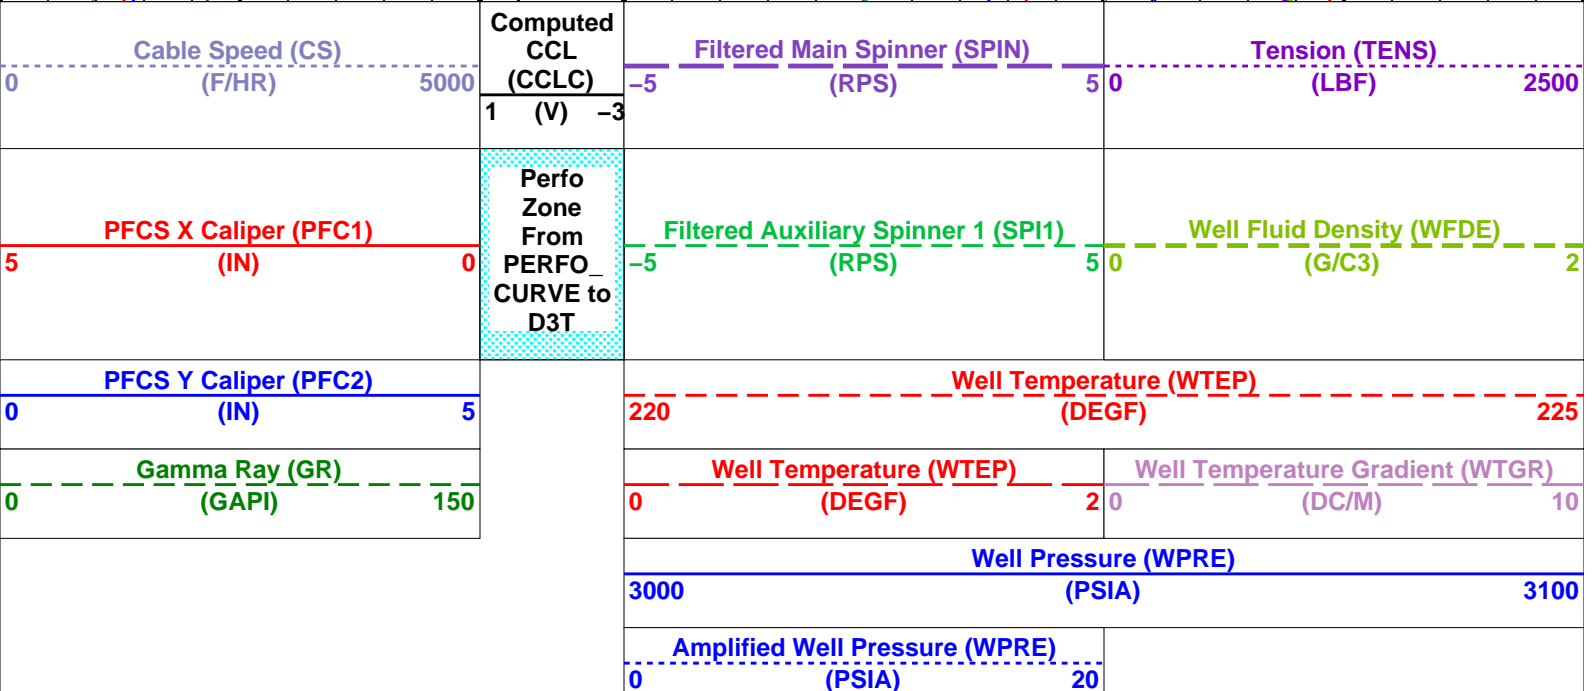 Cable Speed (CS)
0 (F/HR) 5000
Computed
CCL
(CCLC)
1 (V) −3
Filtered Main Spinner (SPIN)
−5 (RPS) 5
Tension (TENS)
0 (LBF) 2500
PFCS X Caliper (PFC1)
5 (IN) 0
Perfo
Zone
From
PERFO_
CURVE to
D3T
Filtered Auxiliary Spinner 1 (SPI1)
−5 (RPS) 5
Well Fluid Density (WFDE)
0 (G/C3) 2
PFCS Y Caliper (PFC2)
0 (IN) 5
Well Temperature (WTEP)
220 (DEGF) 225
Gamma Ray (GR)
0 (GAPI) 150
Well Temperature (WTEP)
0 (DEGF) 2
Well Temperature Gradient (WTGR)
0 (DC/M) 10
Well Pressure (WPRE)
3000 (PSIA) 3100
Amplified Well Pressure (WPRE)
0 (PSIA) 20